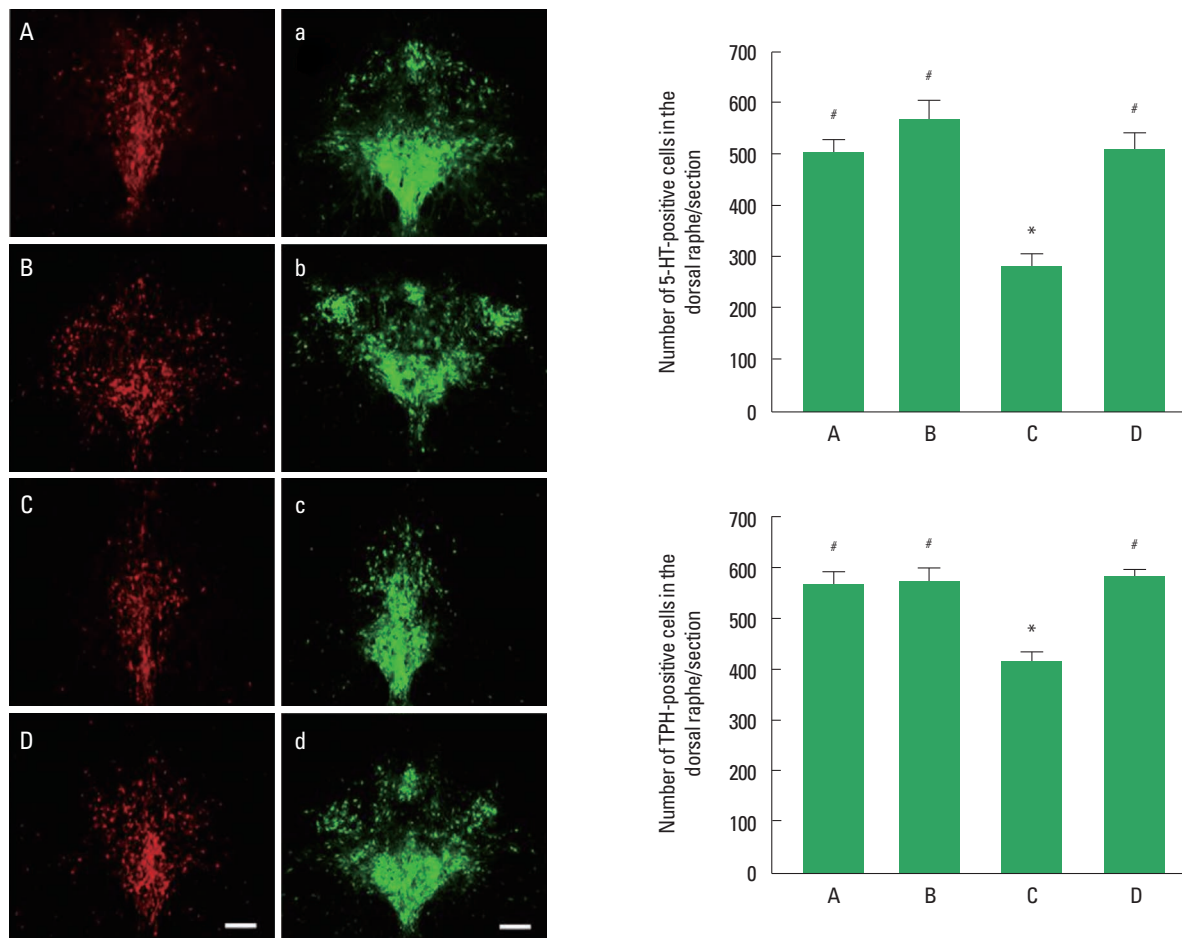 A
a
B
b
C
c
D
d
Number of 5-HT-positive cells in the
dorsal raphe/section
700
600
500
400
300
200
100
0
#
#
*
#
A
B
C
D
Number of TPH-positive cells in the
dorsal raphe/section
700
600
500
400
300
200
100
0
#
#
*
#
A
B
C
D